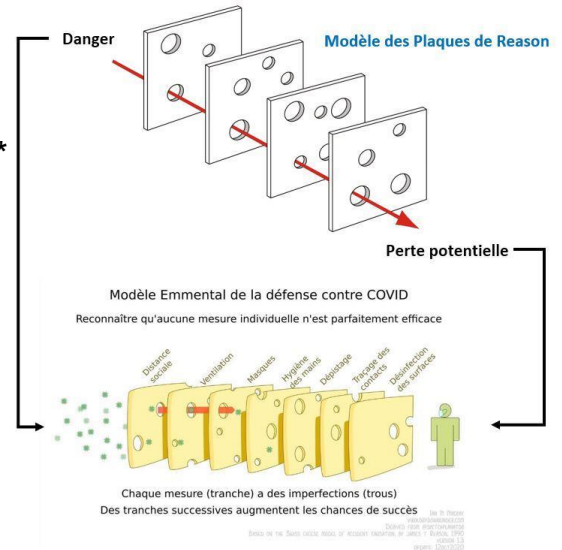 Danger
Modèle des Plaques de Reason
*
Perte potentielle
Modèle Emmental de la défense contre COVID
Reconnaître qu'aucune mesure individuelle n'est parfaitement efficace
Distance
sociale
Ventilation
Masques
Hygiène
des mains
Dépistage
Traçage des
contacts
Désinfection
des surfaces
?
Chaque mesure (tranche) a des imperfections (trous)
Des tranches successives augmentent les chances de succès